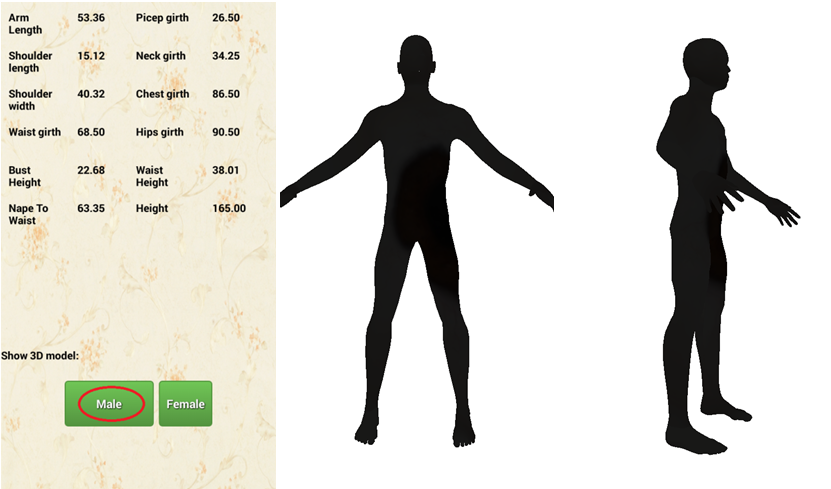 Arm Length 53.36 Picep girth 26.50
Shoulder length 15.12 Neck girth 34.25
Shoulder width 40.32 Chest girth 86.50
Waist girth 68.50 Hips girth 90.50
Bust Height 22.68 Waist Height 38.01
Nape To Waist 63.35 Height 165.00
Show 3D model:
Male Female